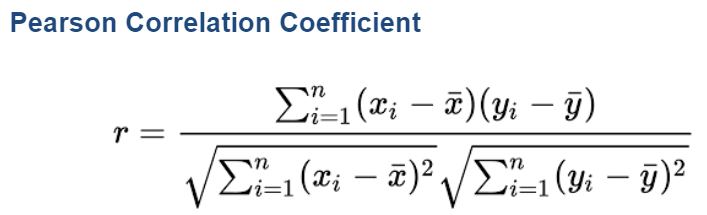 Pearson Correlation Coefficient
r = \frac{\sum_{i=1}^{n}(x_i - \bar{x})(y_i - \bar{y})}{\sqrt{\sum_{i=1}^{n}(x_i - \bar{x})^2}\sqrt{\sum_{i=1}^{n}(y_i - \bar{y})^2}}